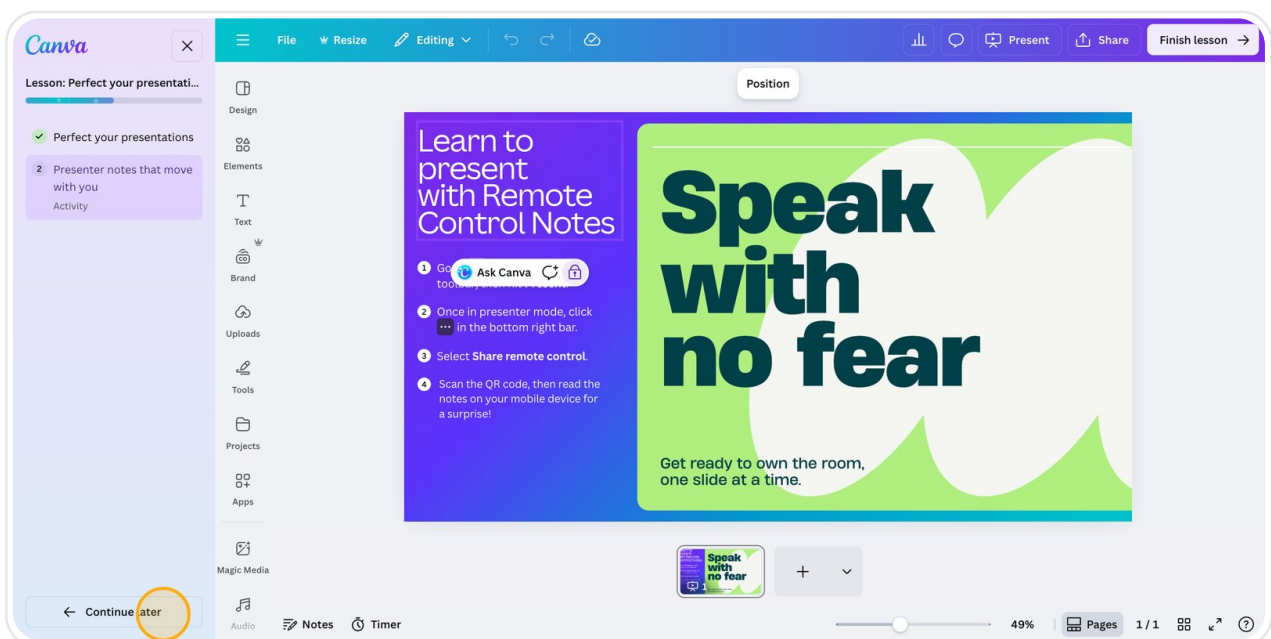 Canva
Lesson: Perfect your presentati...
Perfect your presentations
2 Presenter notes that move
with you
Activity
Continue ater
File
Resize
Editing
Present
Share
Finish lesson
Design
Elements
Text
Brand
Uploads
Tools
Projects
Apps
Magic Media
Audio
Position
Learn to
present
with Remote
Control Notes
1 Go
Ask Canva
2 Once in presenter mode, click
... in the bottom right bar.
3 Select Share remote control.
4 Scan the QR code, then read the
notes on your mobile device for
a surprise!
Speak
with
no fear
Get ready to own the room,
one slide at a time.
Speak
with
no fear
1
Notes
Timer
49%
Pages
1 / 1